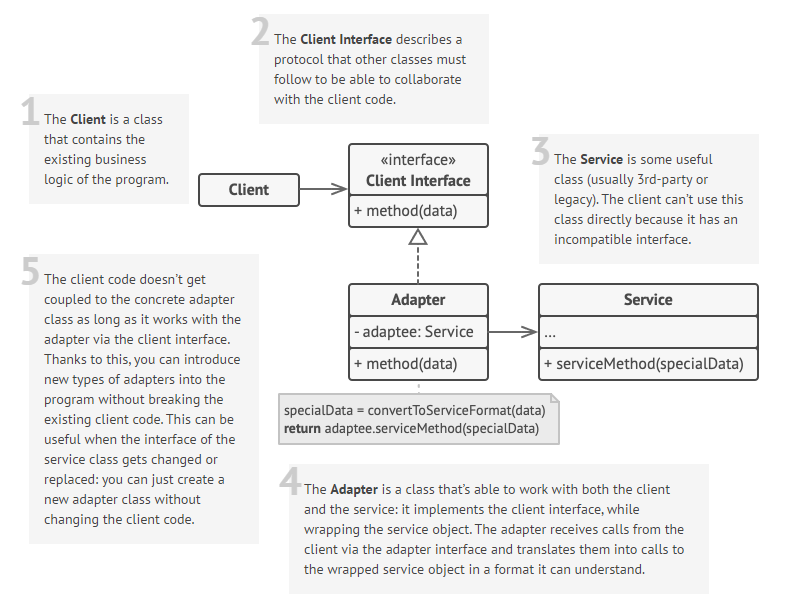 1
The Client is a class
that contains the
existing business
logic of the program.
2
The Client Interface describes a
protocol that other classes must
follow to be able to collaborate
with the client code.
Client
«interface»
Client Interface
+ method(data)
3
The Service is some useful
class (usually 3rd-party or
legacy). The client can’t use this
class directly because it has an
incompatible interface.
Adapter
- adaptee: Service
+ method(data)
Service
...
+ serviceMethod(specialData)
specialData = convertToServiceFormat(data)
return adaptee.serviceMethod(specialData)
4
The Adapter is a class that’s able to work with both the client
and the service: it implements the client interface, while
wrapping the service object. The adapter receives calls from the
client via the adapter interface and translates them into calls to
the wrapped service object in a format it can understand.
5
The client code doesn’t get
coupled to the concrete adapter
class as long as it works with the
adapter via the client interface.
Thanks to this, you can introduce
new types of adapters into the
program without breaking the
existing client code. This can be
useful when the interface of the
service class gets changed or
replaced: you can just create a
new adapter class without
changing the client code.